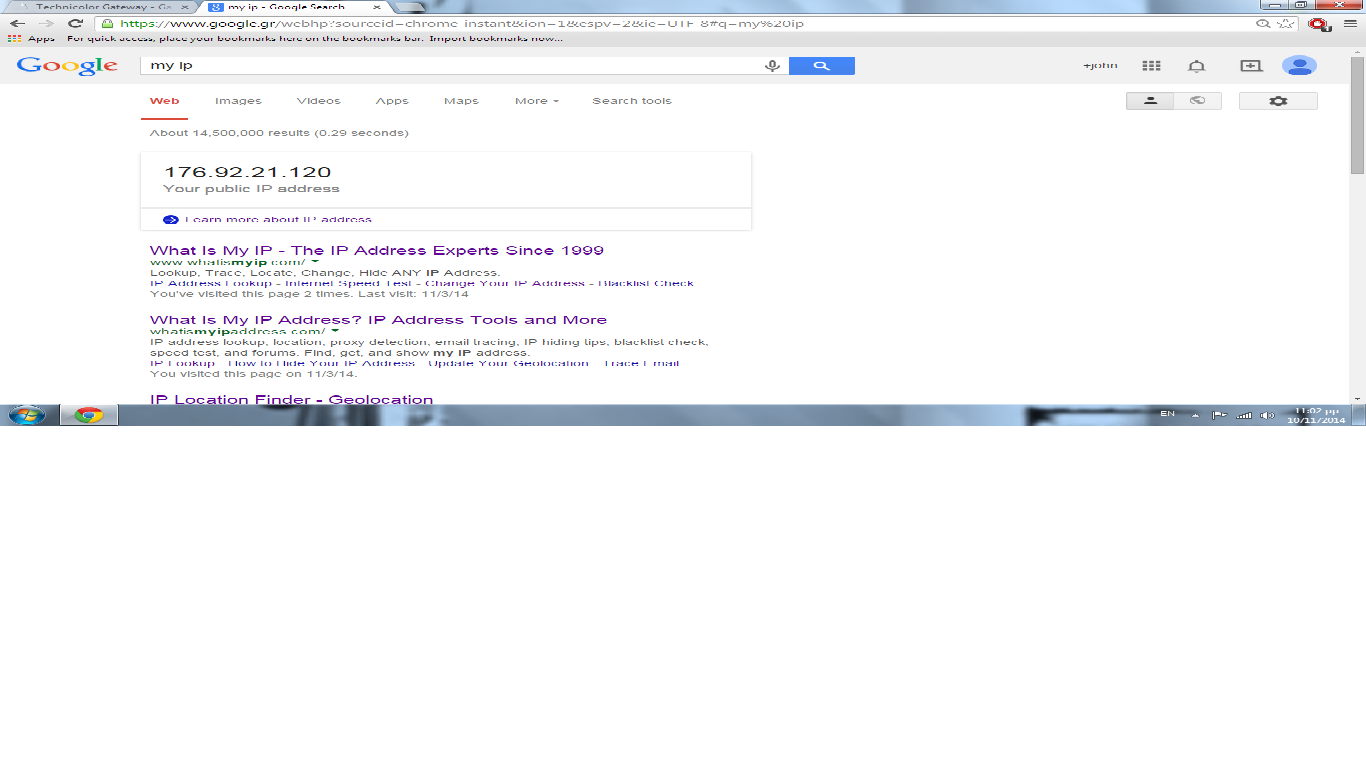 Technicolor Gateway - Go
my ip - Google Search
https://www.google.gr/webhp?sourceid=chrome-instant&ion=1&espv=2&ie=UTF-8#q=my%20ip
Apps For quick access, place your bookmarks here on the bookmarks bar. Import bookmarks now...
Google my ip +john
Web Images Videos Apps Maps More Search tools
About 14,500,000 results (0.29 seconds)
176.92.21.120
Your public IP address
Learn more about IP address
What Is My IP - The IP Address Experts Since 1999
www.whatismyip.com/
Lookup, Trace, Locate, Change, Hide ANY IP Address.
IP Address Lookup - Internet Speed Test - Change Your IP Address - Blacklist Check
You've visited this page 2 times. Last visit: 11/3/14
What Is My IP Address? IP Address Tools and More
whatismyipaddress.com/
IP address lookup, location, proxy detection, email tracing, IP hiding tips, blacklist check,
speed test, and forums. Find, get, and show my IP address.
IP Lookup - How to Hide Your IP Address - Update Your Geolocation - Trace Email
You visited this page on 11/3/14.
IP Location Finder - Geolocation
EN
11:02 μμ
10/11/2014